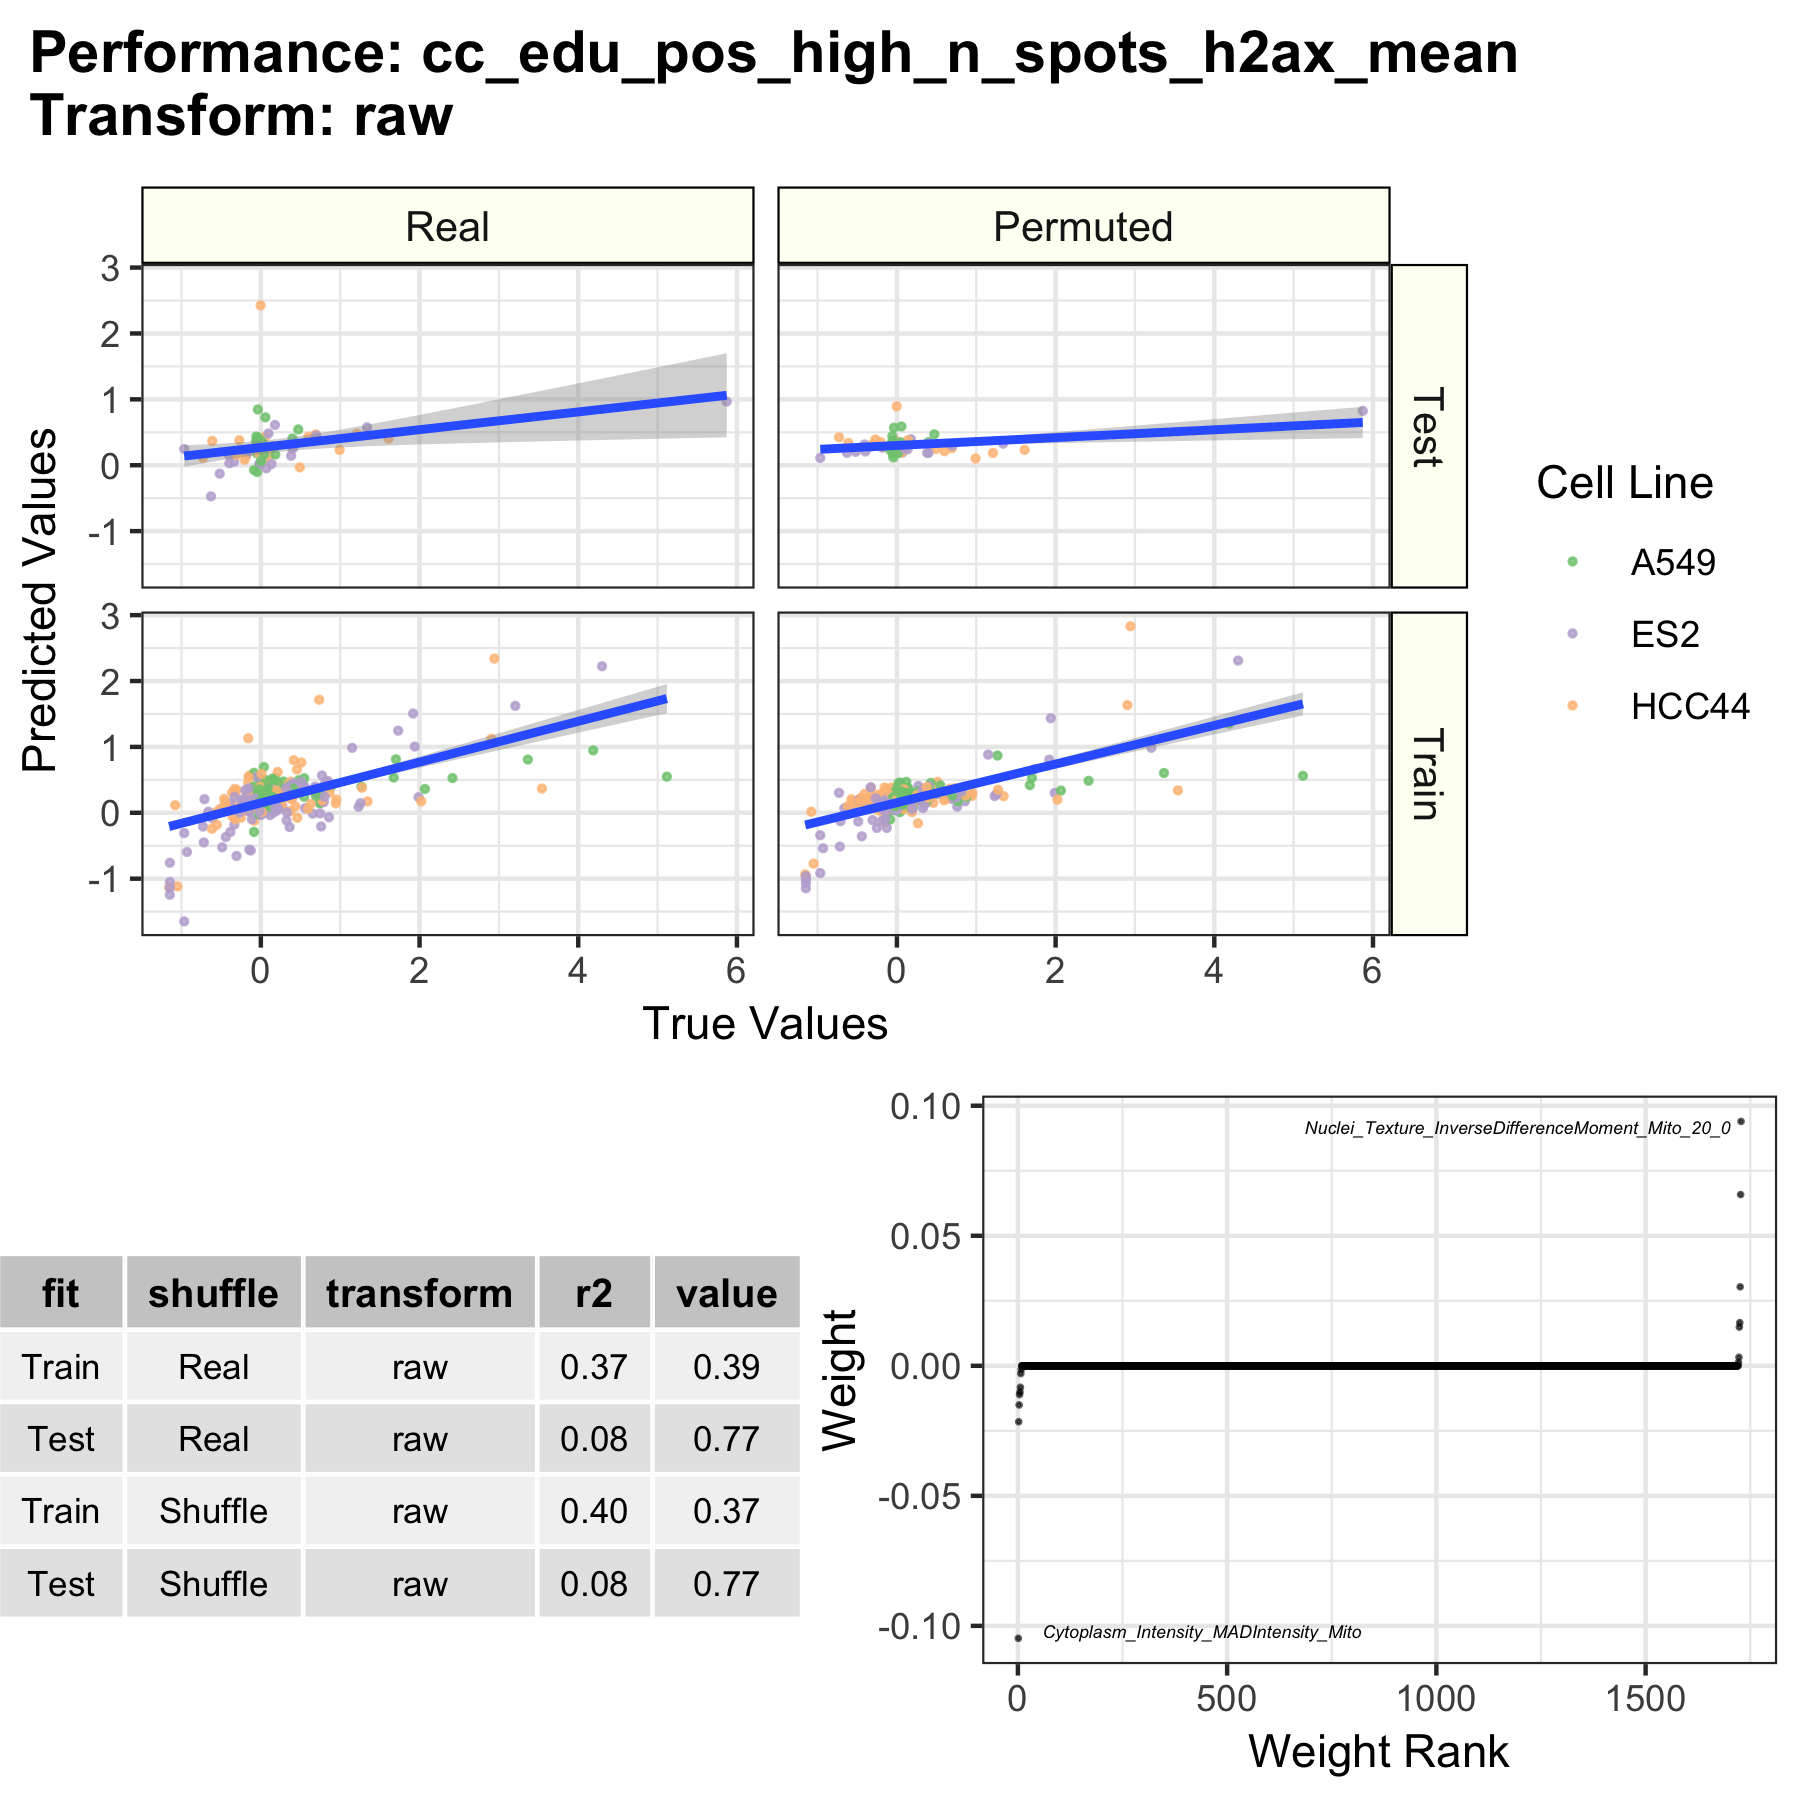 Performance: cc_edu_pos_high_n_spots_h2ax_mean
Transform: raw
Real
Permuted
3
2
1
0
-1
Test
3
2
1
0
-1
Train
Predicted Values
0
2
4
6
0
2
4
6
True Values
Cell Line
A549
ES2
HCC44
fit shuffle transform r2 value
Train Real raw 0.37 0.39
Test Real raw 0.08 0.77
Train Shuffle raw 0.40 0.37
Test Shuffle raw 0.08 0.77
Weight
0.10
0.05
0.00
-0.05
-0.10
Nuclei_Texture_InverseDifferenceMoment_Mito_20_0
Cytoplasm_Intensity_MADIntensity_Mito
0
500
1000
1500
Weight Rank